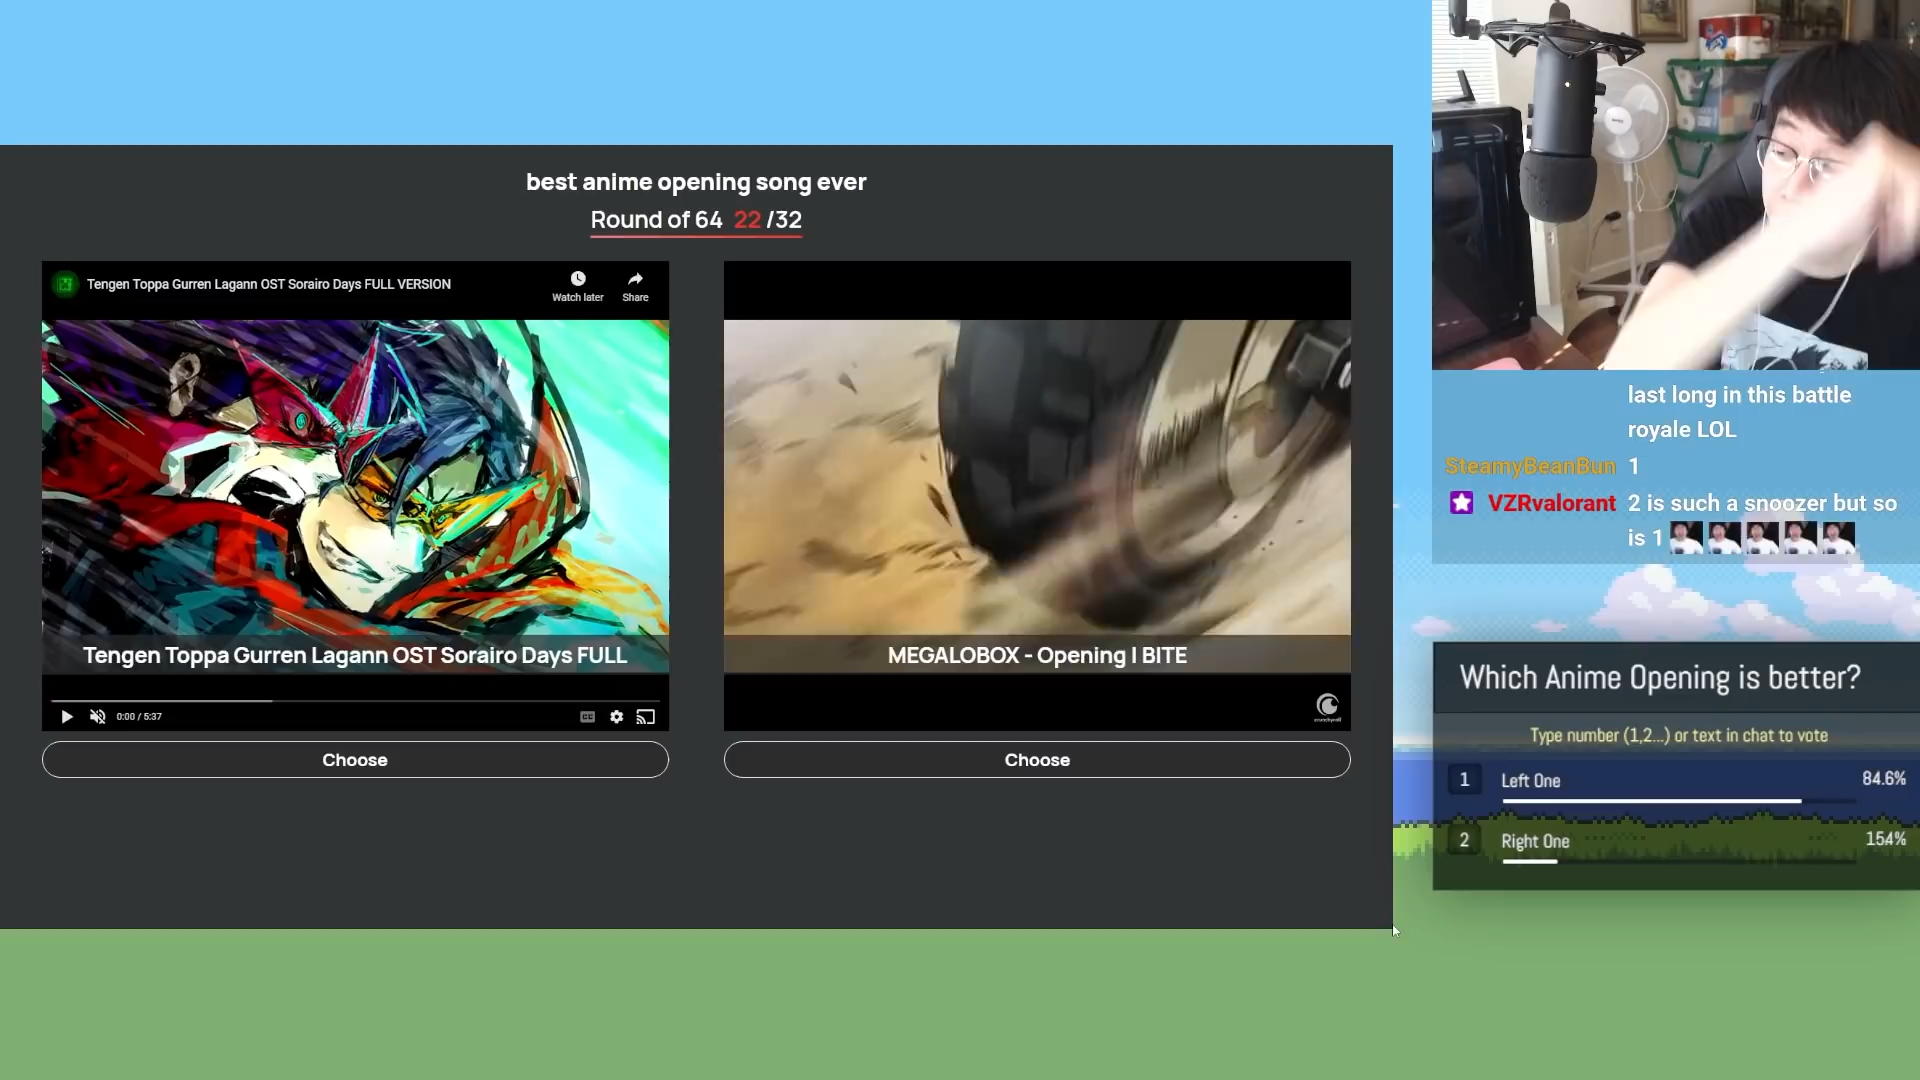 best anime opening song ever
Round of 64 22 /32
Tengen Toppa Gurren Lagann OST Sorairo Days FULL VERSION
Watch later
Share
Tengen Toppa Gurren Lagann OST Sorairo Days FULL
0:00 / 5:37
CC
Choose
MEGALOBOX - Opening | BITE
crunchyroll
Choose
last long in this battle
royale LOL
SteamyBeanBun 1
VZRvalorant 2 is such a snoozer but so
is 1
Which Anime Opening is better?
Type number (1,2...) or text in chat to vote
1 Left One 84.6%
2 Right One 15.4%